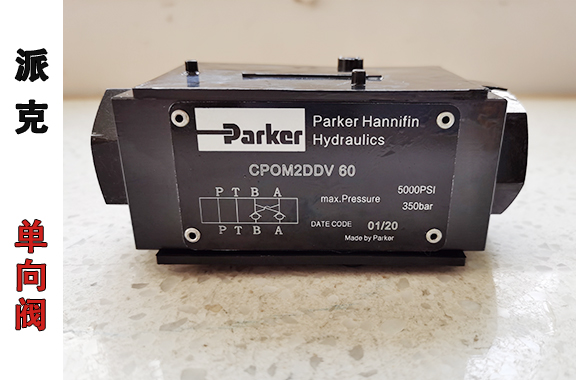 派克
单向阀
Parker
Parker Hannifin
Hydraulics
CPOM2DDV 60
P T B A
P T B A
max.Pressure
5000PSI
350bar
DATE CODE 01/20
Made by Parker